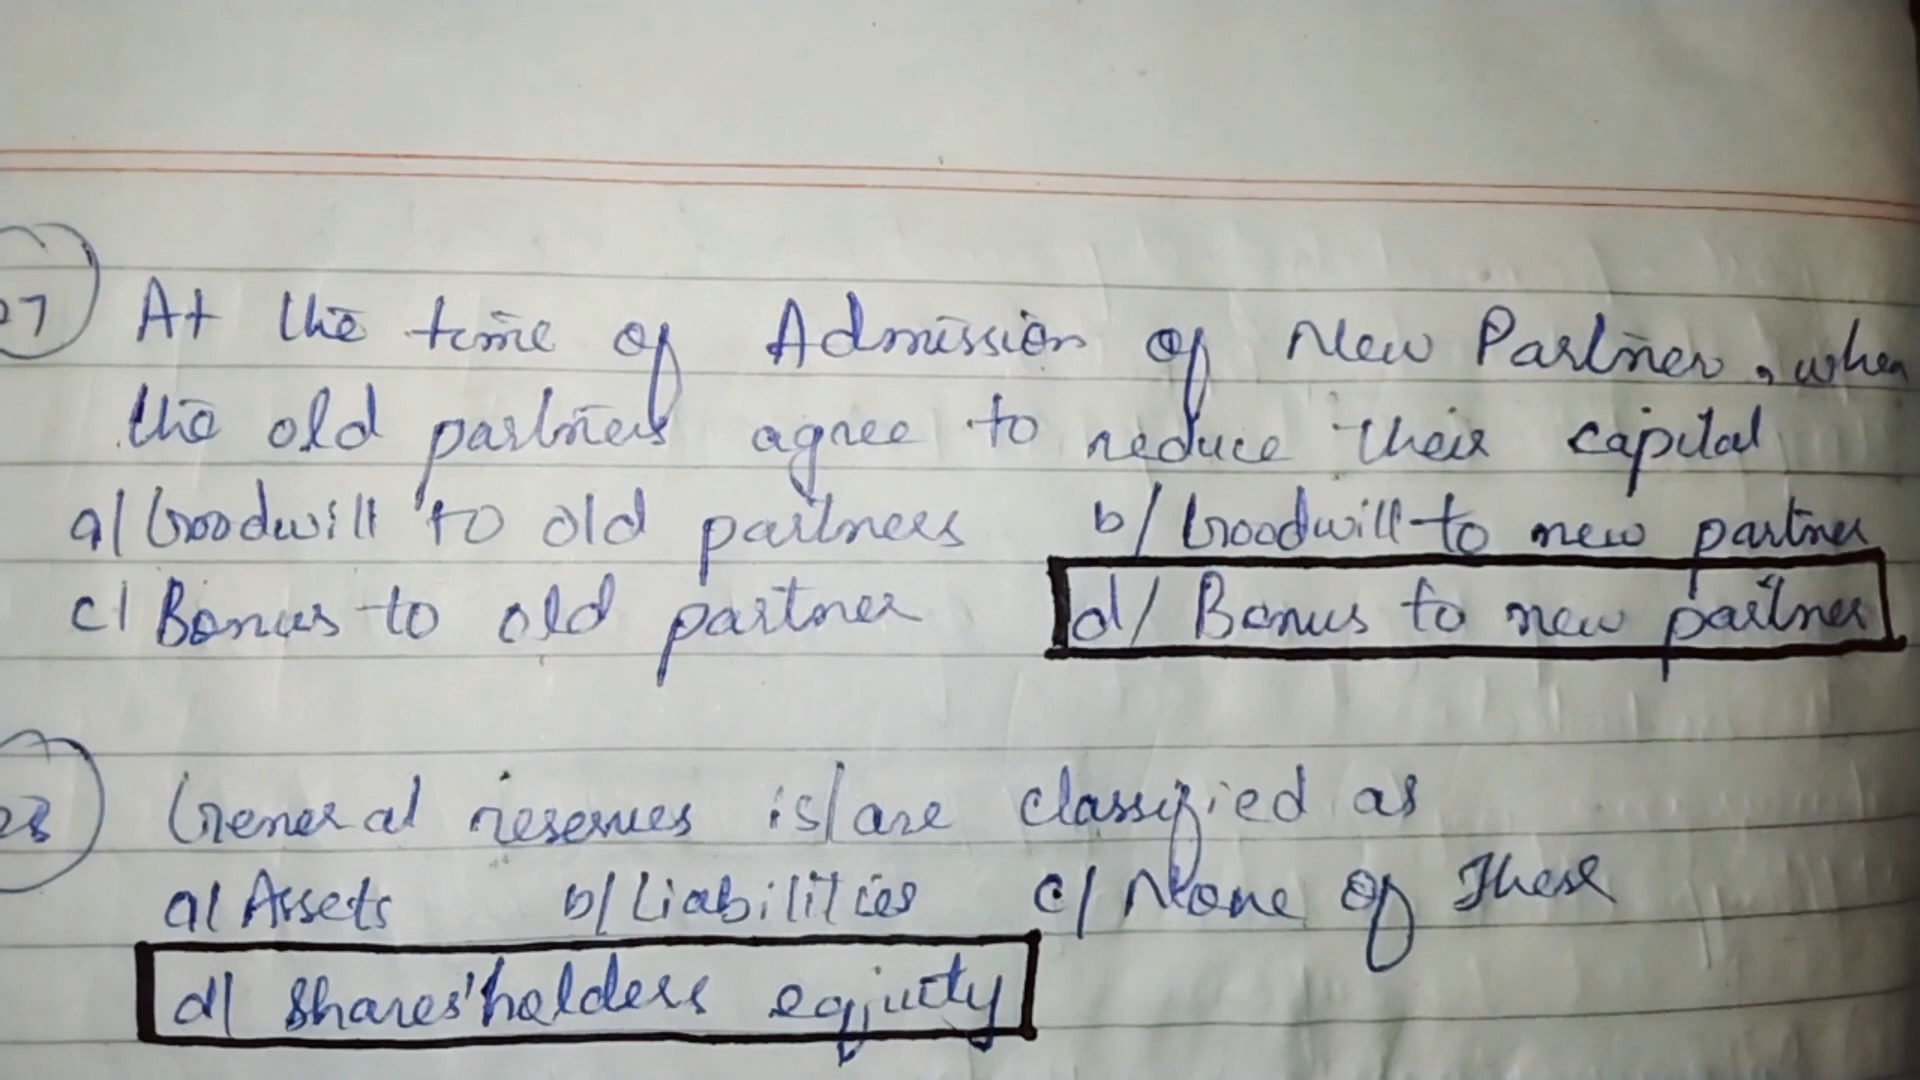 27 At the time of Admission of New Partner, when
the old partners agree to reduce their capital
a/ Goodwill to old partners b/ Goodwill to new partner
c/ Bonus to old partner d/ Bonus to new partner
28 General reserves is/are classified as
a/ Assets b/ Liabilities c/ None of These
d/ Shares'holders eqiuity